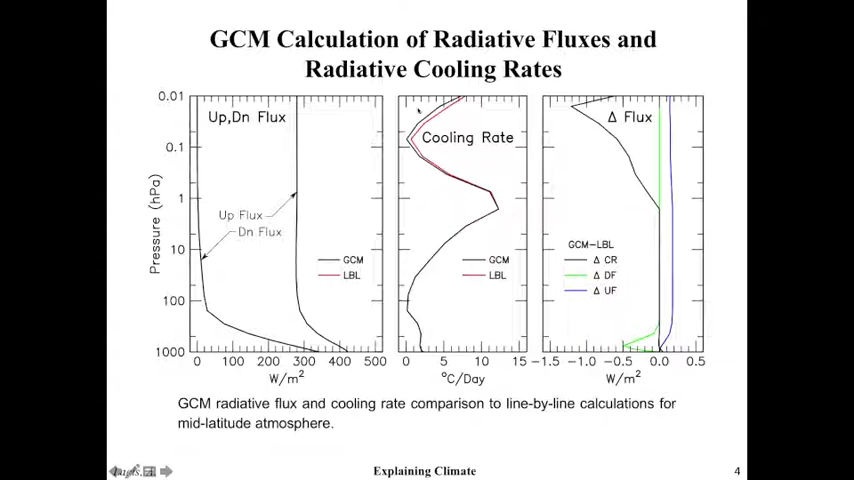 GCM Calculation of Radiative Fluxes and
Radiative Cooling Rates
Up,Dn Flux
Cooling Rate
Δ Flux
Pressure (hPa)
0.01
0.1
1
10
100
1000
Up Flux
Dn Flux
GCM
LBL
GCM
LBL
GCM-LBL
Δ CR
Δ DF
Δ UF
0 100 200 300 400 500
W/m²
0 5 10 15
°C/Day
-1.5 -1.0 -0.5 0.0 0.5
W/m²
GCM radiative flux and cooling rate comparison to line-by-line calculations for
mid-latitude atmosphere.
Explaining Climate
4